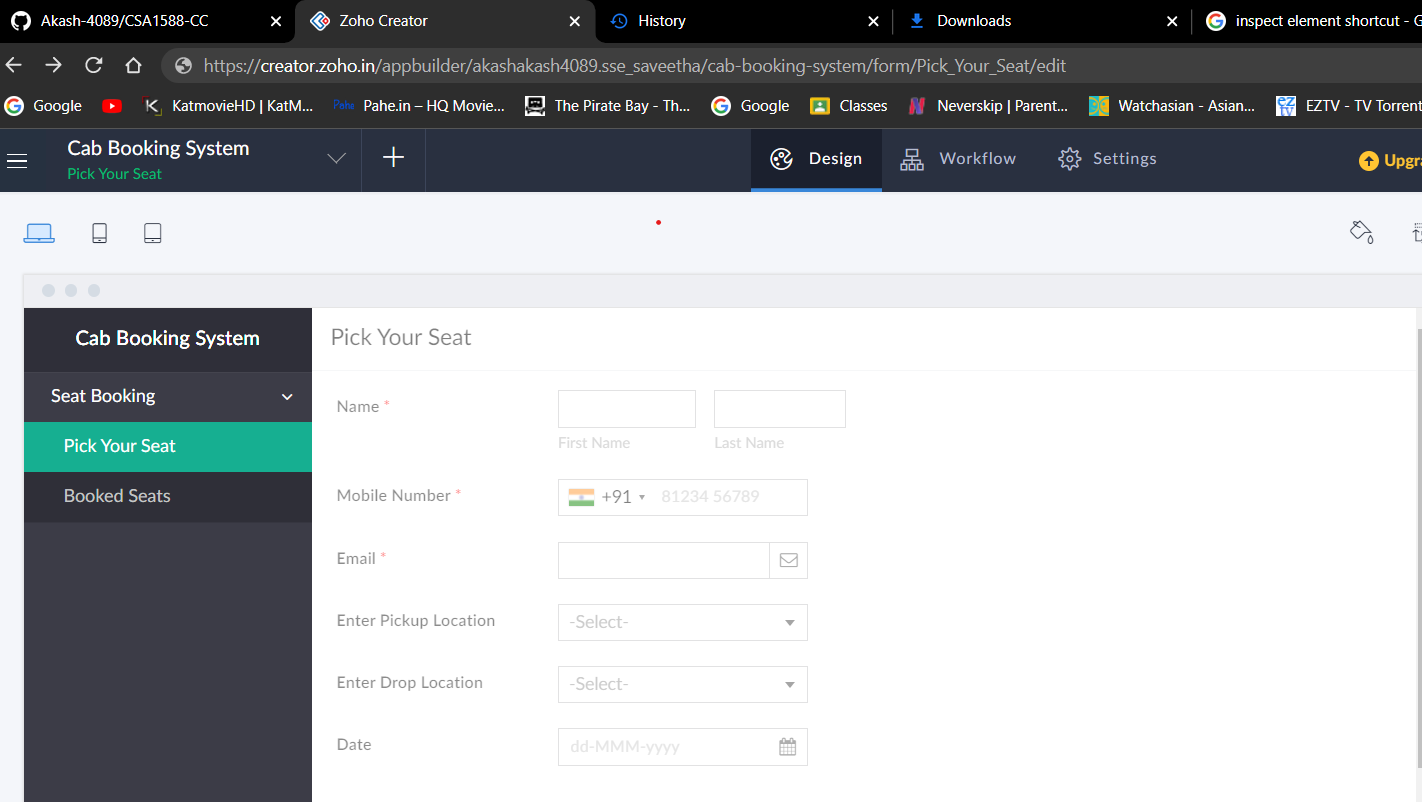 Akash-4089/CSA1588-CC
Zoho Creator
History
Downloads
inspect element shortcut - G
https://creator.zoho.in/appbuilder/akashakash4089.sse_saveetha/cab-booking-system/form/Pick_Your_Seat/edit
Google
KatmovieHD | KatM...
Pahe Pahe.in – HQ Movie...
The Pirate Bay - Th...
Google
Classes
Neverskip | Parent...
Watchasian - Asian...
EZTV - TV Torrent
Cab Booking System
Pick Your Seat
Design
Workflow
Settings
Upgra
Cab Booking System
Seat Booking
Pick Your Seat
Booked Seats
Pick Your Seat
Name *
First Name
Last Name
Mobile Number *
+91
81234 56789
Email *
Enter Pickup Location
-Select-
Enter Drop Location
-Select-
Date
dd-MMM-yyyy